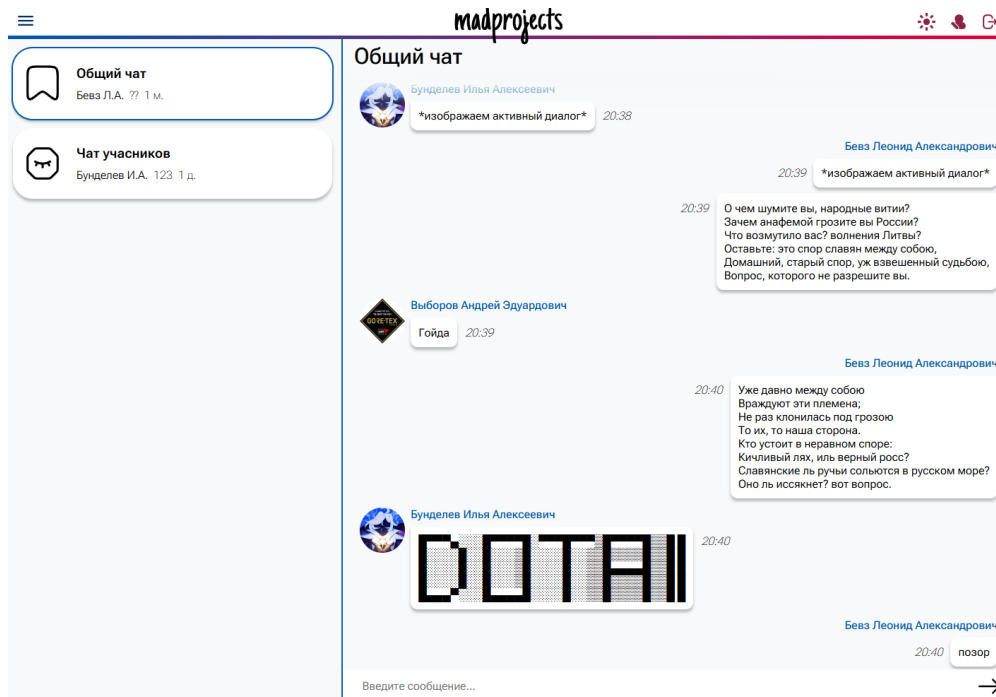 madprojects
Общий чат
Бевз Л.А. ?? 1 м.
Чат учасников
Бунделев И.А. 123 1 д.
Общий чат
Бунделев Илья Алексеевич
*изображаем активный диалог* 20:38
Бевз Леонид Александрович
20:39 *изображаем активный диалог*
20:39 О чем шумите вы, народные витии?
Зачем анафемой грозите вы России?
Что возмутило вас? волнения Литвы?
Оставьте: это спор славян между собою,
Домашний, старый спор, уж взвешенный судьбою,
Вопрос, которого не разрешите вы.
Выборов Андрей Эдуардович
GORE-TEX
Гойда 20:39
Бевз Леонид Александрович
20:40 Уже давно между собою
Враждуют эти племена;
Не раз клонилась под грозою
То их, то наша сторона.
Кто устоит в неравном споре:
Кичливый лях, иль верный росс?
Славянские ль ручьи сольются в русском море?
Оно ль иссякнет? вот вопрос.
Бунделев Илья Алексеевич
DOTA II 20:40
Бевз Леонид Александрович
20:40 позор
Введите сообщение...